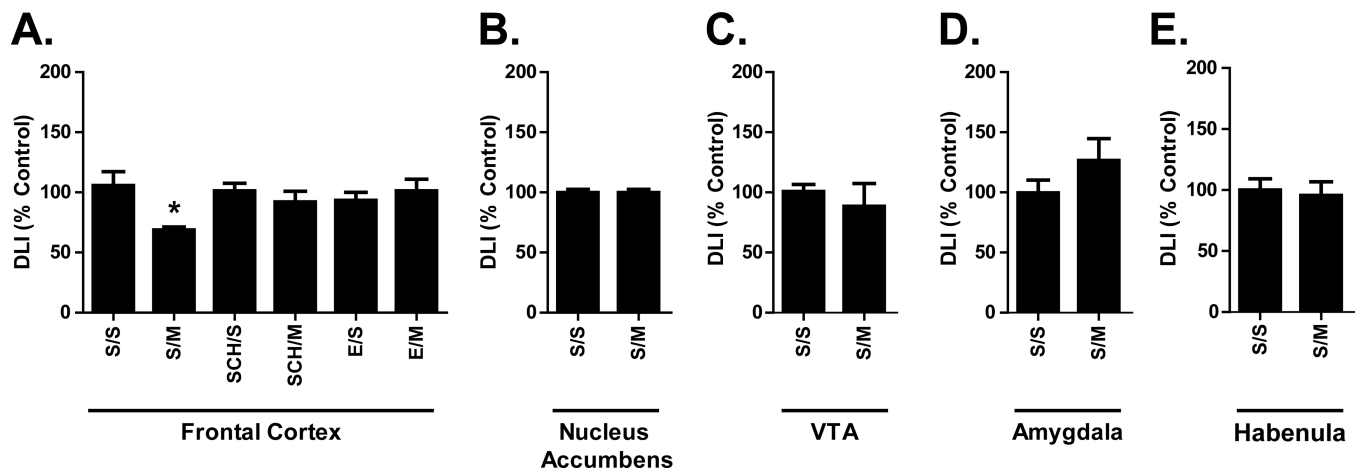 A.
DLI (% Control)
200
150
100
50
0
*
S/S
S/M
SCH/S
SCH/M
E/S
E/M
Frontal Cortex
B.
DLI (% Control)
200
150
100
50
0
S/S
S/M
Nucleus
Accumbens
C.
DLI (% Control)
200
150
100
50
0
S/S
S/M
VTA
D.
DLI (% Control)
200
150
100
50
0
S/S
S/M
Amygdala
E.
DLI (% Control)
200
150
100
50
0
S/S
S/M
Habenula